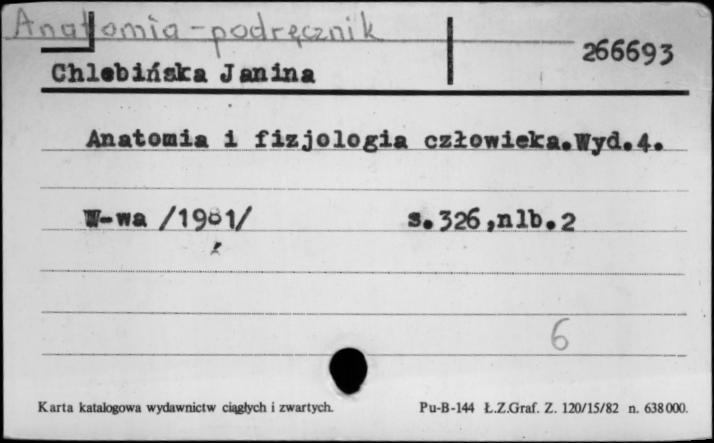 Anatomia - podręcznik
266693
Chlebińska Janina
Anatomia i fizjologia człowieka.Wyd.4.
W-wa /1981/ s.326,nlb.2
6
Karta katalogowa wydawnictw ciągłych i zwartych. Pu-B-144 Ł.Z.Graf. Z. 120/15/82 n. 638 000.